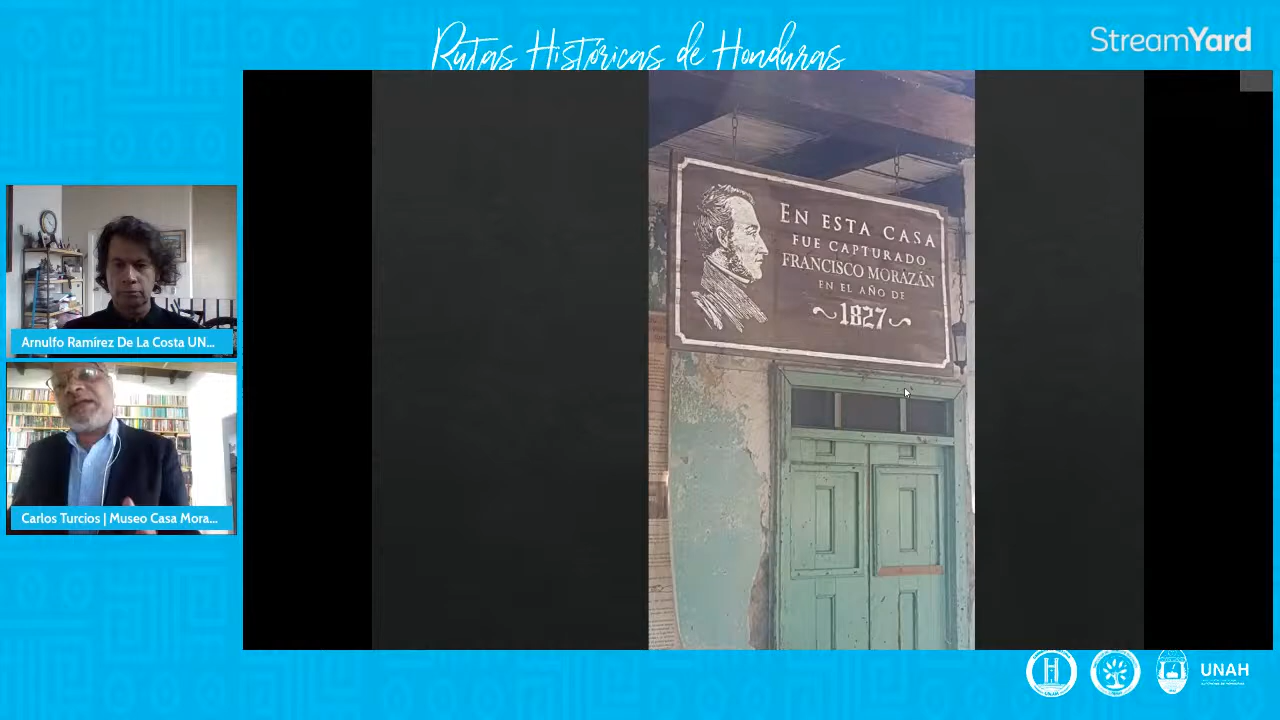 Rutas Históricas de Honduras
StreamYard
EN ESTA CASA
FUE CAPTURADO
FRANCISCO MORAZÁN
EN EL AÑO DE
1827
Arnulfo Ramírez De La Costa UN...
Carlos Turcios | Museo Casa Mora...
UNAH